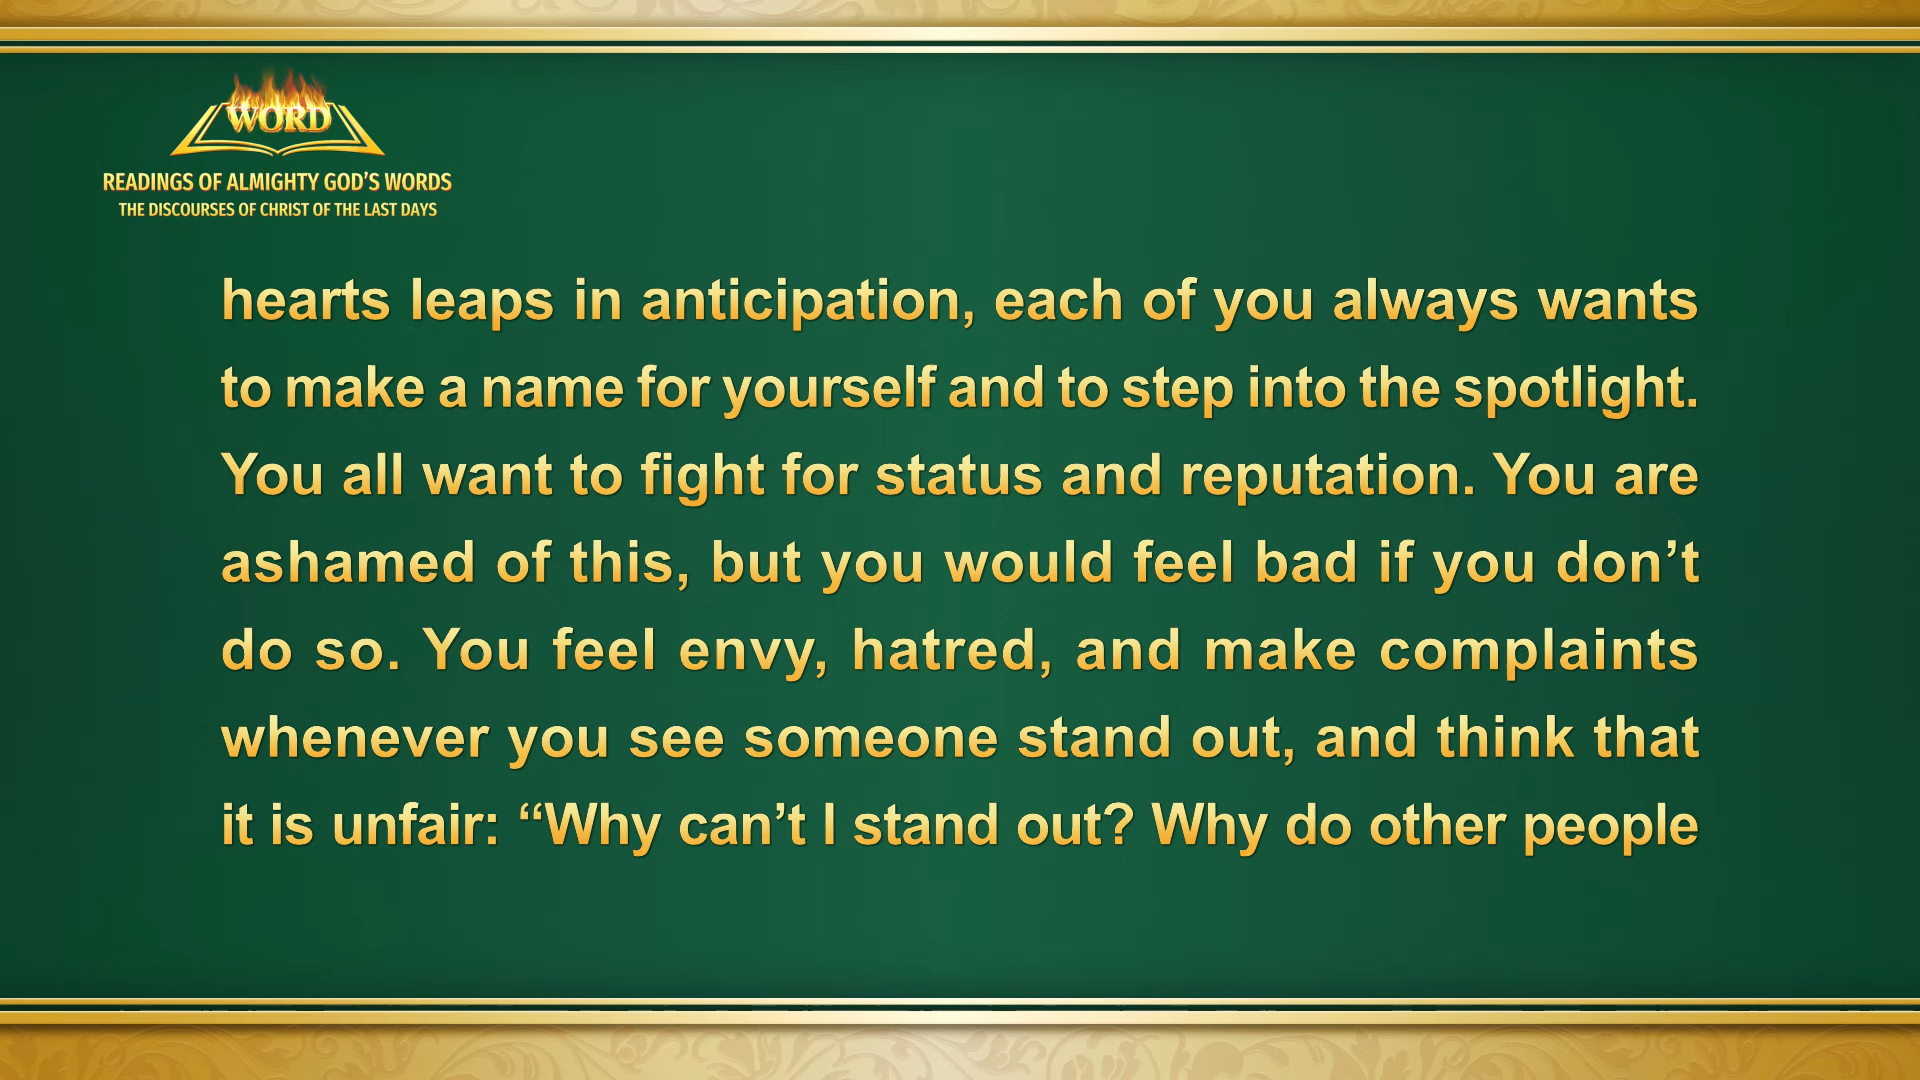 WORD
READINGS OF ALMIGHTY GOD’S WORDS
THE DISCOURSES OF CHRIST OF THE LAST DAYS
hearts leaps in anticipation, each of you always wants
to make a name for yourself and to step into the spotlight.
You all want to fight for status and reputation. You are
ashamed of this, but you would feel bad if you don’t
do so. You feel envy, hatred, and make complaints
whenever you see someone stand out, and think that
it is unfair: “Why can’t I stand out? Why do other people